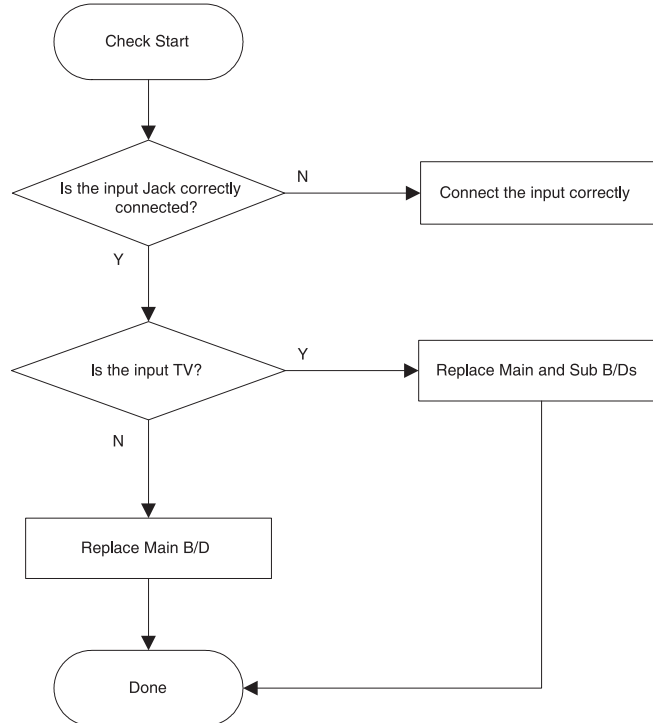 Check Start
Is the input Jack correctly
connected?
N
Connect the input correctly
Y
Is the input TV?
Y
Replace Main and Sub B/Ds
N
Replace Main B/D
Done